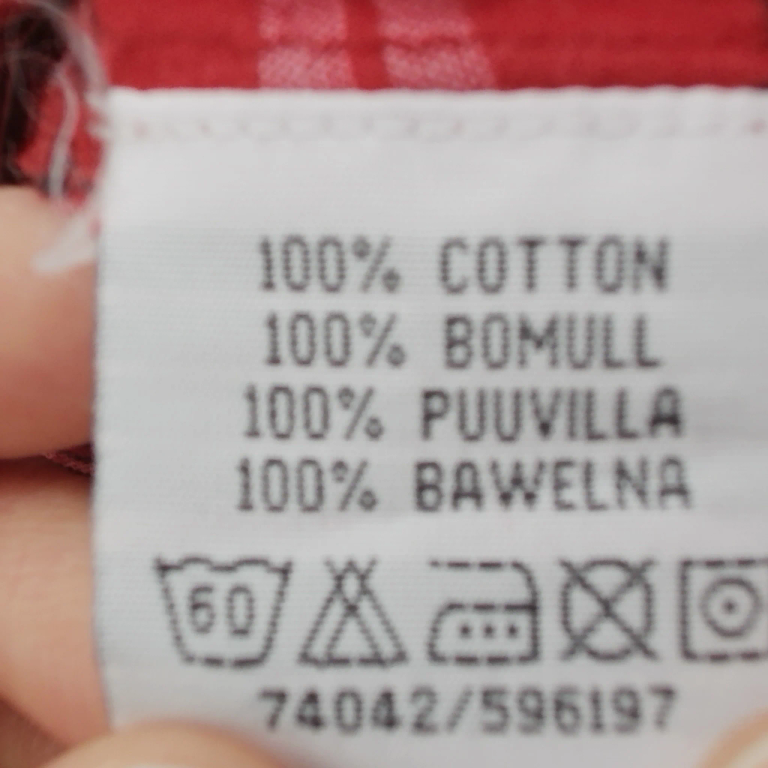 100% COTTON
100% BOMULL
100% PUUVILLA
100% BAWELNA
60
74042/596197